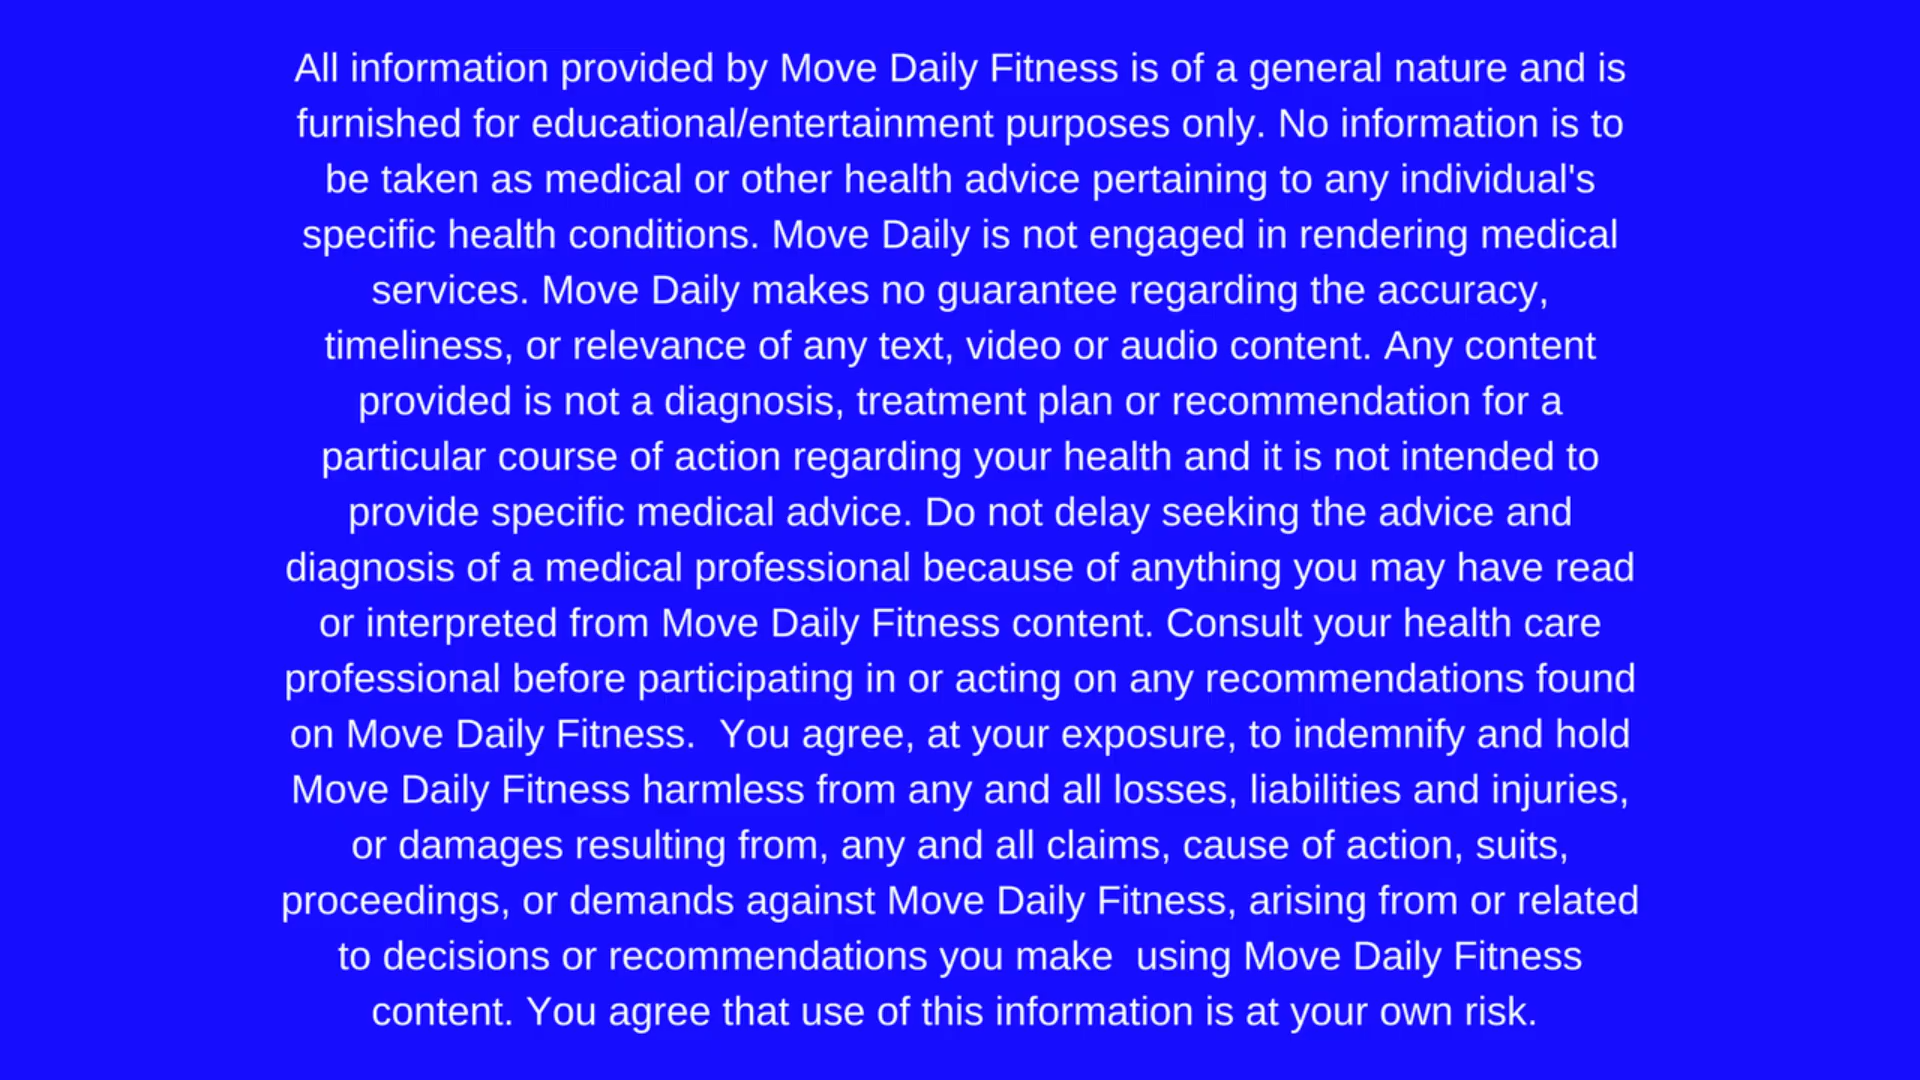 All information provided by Move Daily Fitness is of a general nature and is
furnished for educational/entertainment purposes only. No information is to
be taken as medical or other health advice pertaining to any individual's
specific health conditions. Move Daily is not engaged in rendering medical
services. Move Daily makes no guarantee regarding the accuracy,
timeliness, or relevance of any text, video or audio content. Any content
provided is not a diagnosis, treatment plan or recommendation for a
particular course of action regarding your health and it is not intended to
provide specific medical advice. Do not delay seeking the advice and
diagnosis of a medical professional because of anything you may have read
or interpreted from Move Daily Fitness content. Consult your health care
professional before participating in or acting on any recommendations found
on Move Daily Fitness.  You agree, at your exposure, to indemnify and hold
Move Daily Fitness harmless from any and all losses, liabilities and injuries,
or damages resulting from, any and all claims, cause of action, suits,
proceedings, or demands against Move Daily Fitness, arising from or related
to decisions or recommendations you make  using Move Daily Fitness
content. You agree that use of this information is at your own risk.